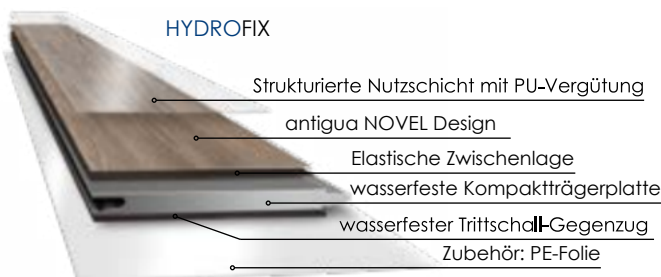 HYDROFIX
Strukturierte Nutzschicht mit PU-Vergütung
antigua NOVEL Design
Elastische Zwischenlage
wasserfeste Kompaktträgerplatte
wasserfester Trittschall-Gegenzug
Zubehör: PE-Folie